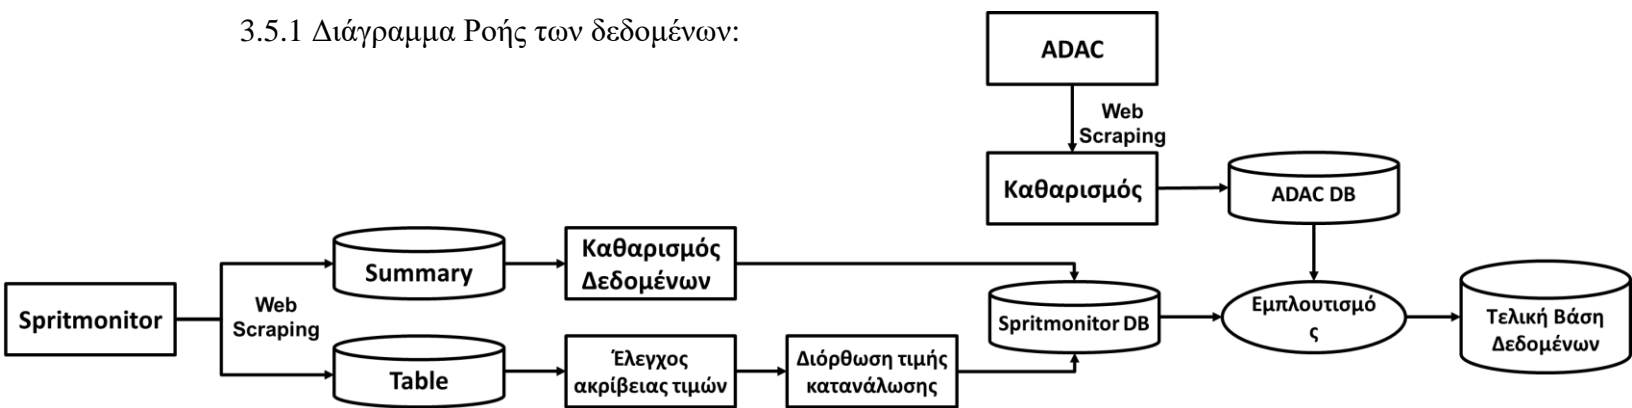 3.5.1 Διάγραμμα Ροής των δεδομένων:
ADAC
Web
Scraping
Καθαρισμός
ADAC DB
Spritmonitor
Web
Scraping
Summary
Καθαρισμός
Δεδομένων
Table
Έλεγχος
ακρίβειας τιμών
Διόρθωση τιμής
κατανάλωσης
Spritmonitor DB
Εμπλουτισμό
ς
Τελική Βάση
Δεδομένων